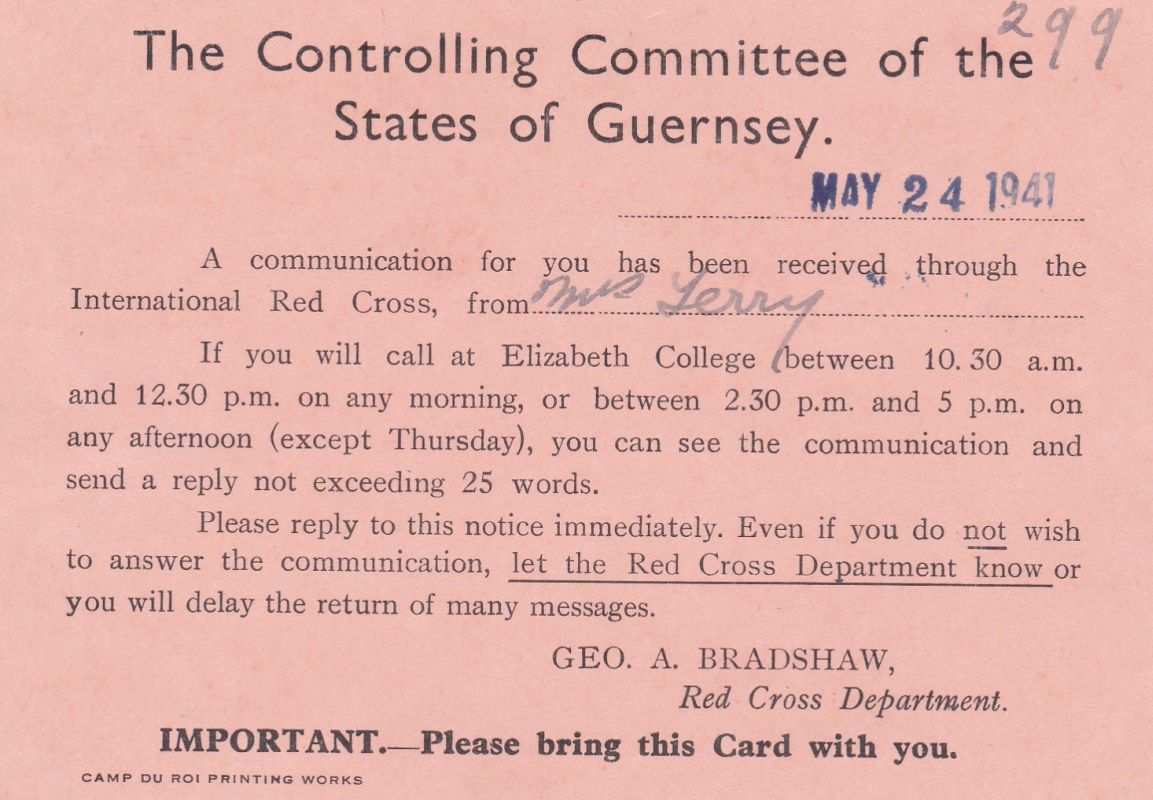 299
The Controlling Committee of the
States of Guernsey.
MAY 24 1941
A communication for you has been received through the
International Red Cross, from Mrs Terry
If you will call at Elizabeth College between 10.30 a.m.
and 12.30 p.m. on any morning, or between 2.30 p.m. and 5 p.m. on
any afternoon (except Thursday), you can see the communication and
send a reply not exceeding 25 words.
Please reply to this notice immediately. Even if you do not wish
to answer the communication, let the Red Cross Department know or
you will delay the return of many messages.
GEO. A. BRADSHAW,
Red Cross Department.
IMPORTANT.—Please bring this Card with you.
CAMP DU ROI PRINTING WORKS